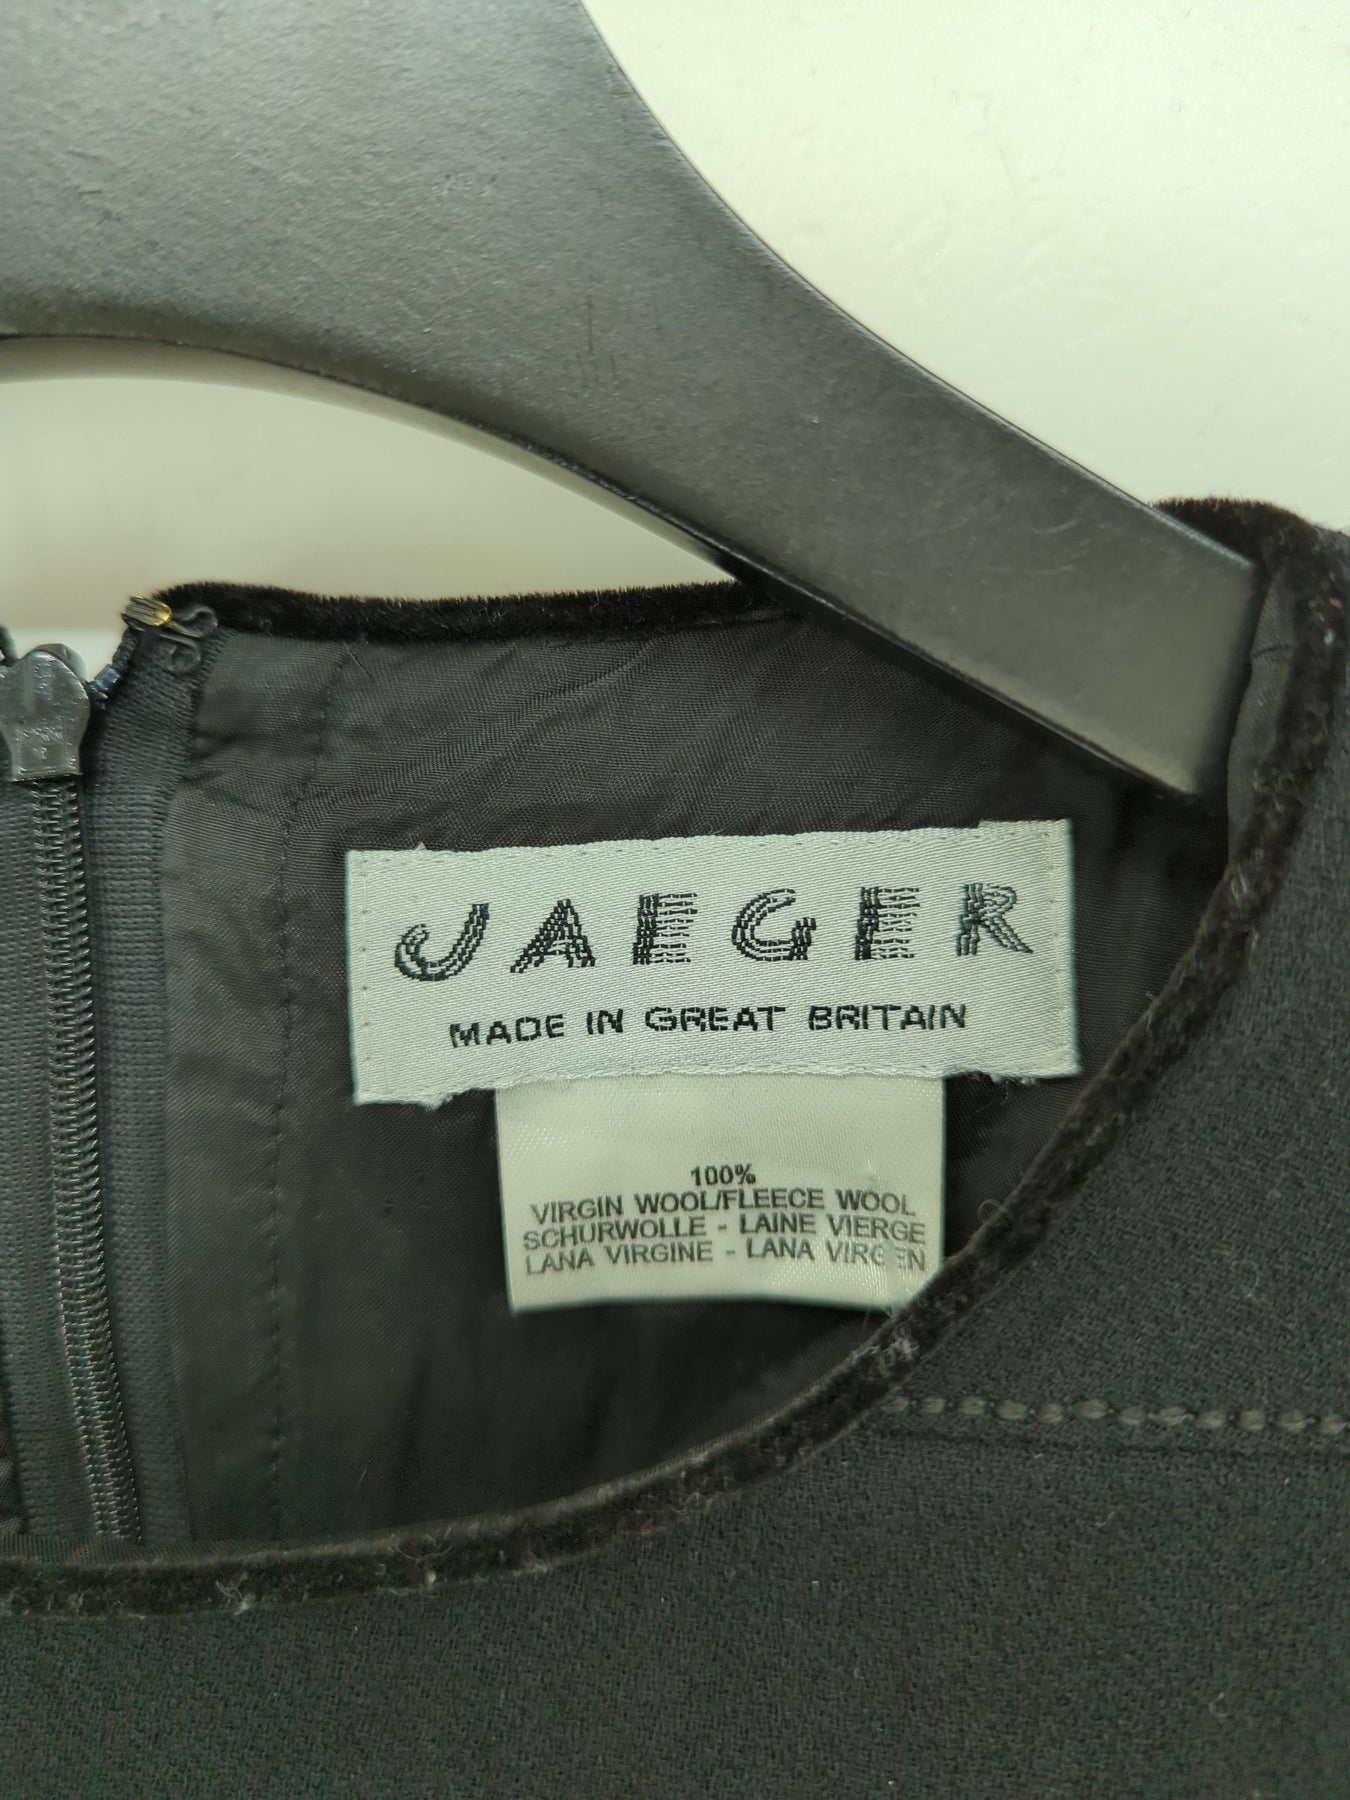 JAEGER
MADE IN GREAT BRITAIN
100%
VIRGIN WOOL/FLEECE WOOL
SCHURWOLLE - LAINE VIERGE
LANA VIRGINE - LANA VIRGEN